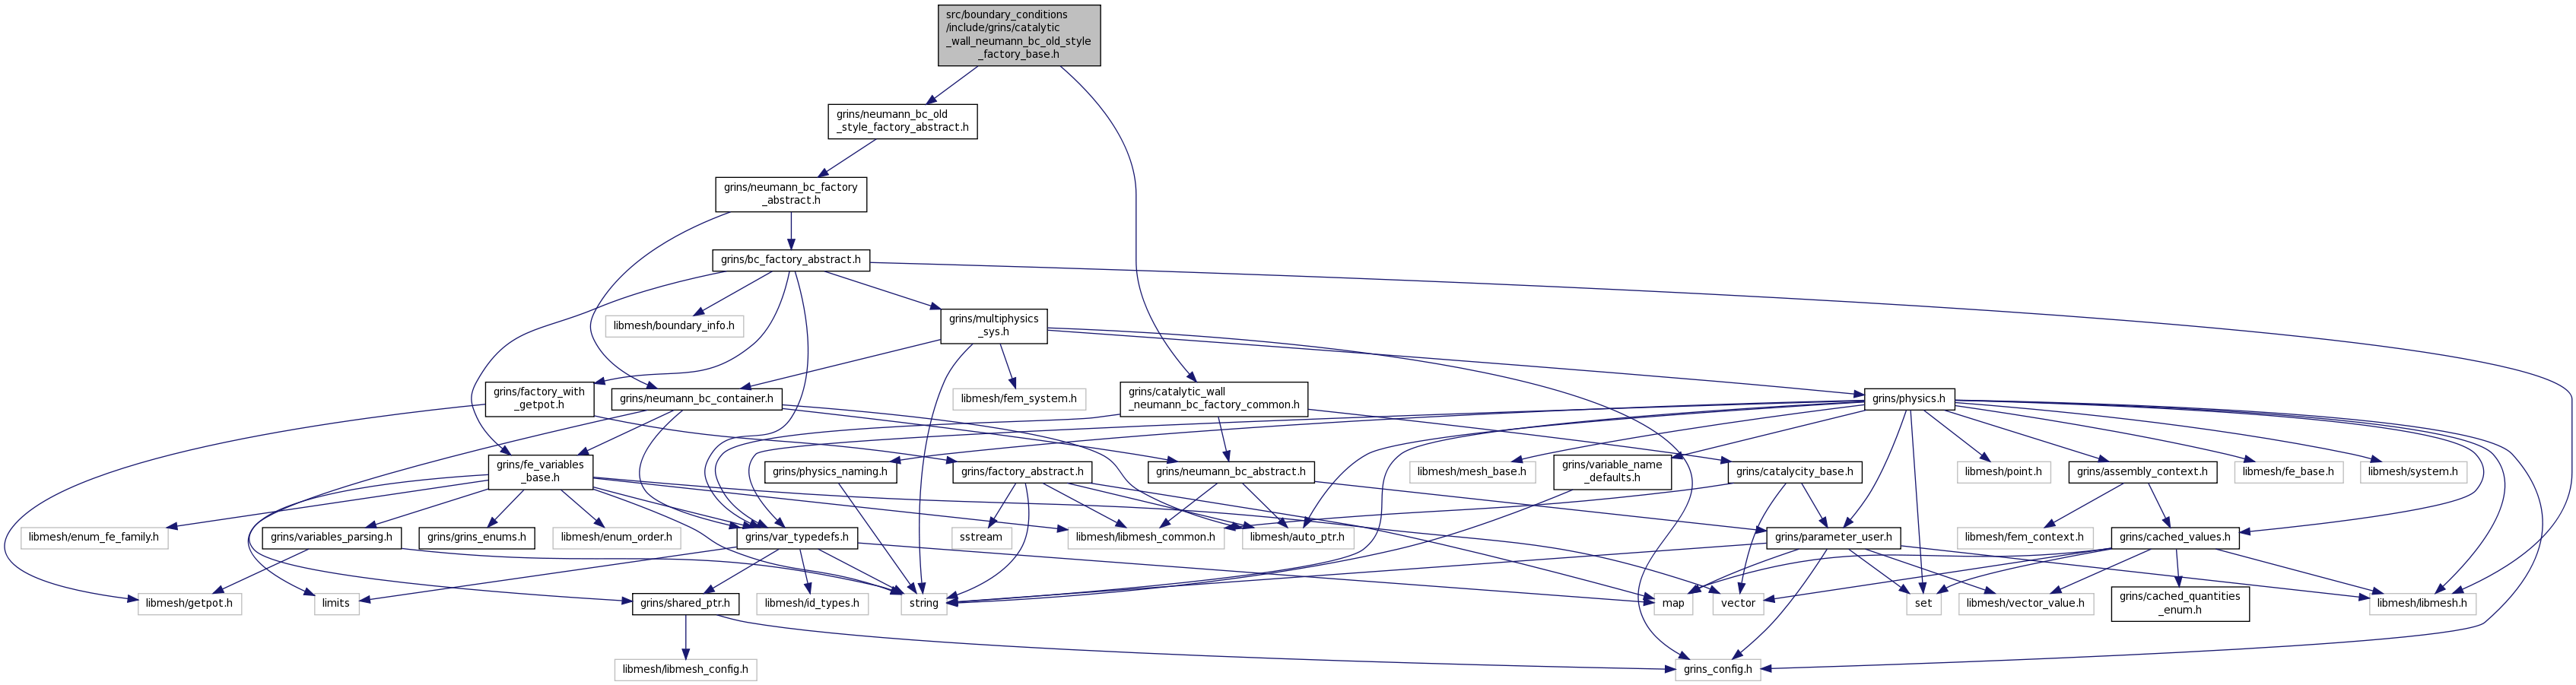 src/boundary_conditions
/include/grins/catalytic
_wall_neumann_bc_old_style
_factory_base.h
grins/neumann_bc_old
_style_factory_abstract.h
grins/neumann_bc_factory
_abstract.h
grins/bc_factory_abstract.h
libmesh/boundary_info.h
grins/multiphysics
_sys.h
grins/factory_with
_getpot.h
grins/neumann_bc_container.h
libmesh/fem_system.h
grins/catalytic_wall
_neumann_bc_factory_common.h
grins/physics.h
grins/fe_variables
_base.h
grins/physics_naming.h
grins/factory_abstract.h
grins/neumann_bc_abstract.h
libmesh/mesh_base.h
grins/variable_name
_defaults.h
grins/catalycity_base.h
libmesh/point.h
grins/assembly_context.h
libmesh/fe_base.h
libmesh/system.h
libmesh/enum_fe_family.h
grins/variables_parsing.h
grins/grins_enums.h
libmesh/enum_order.h
grins/var_typedefs.h
sstream
libmesh/libmesh_common.h
libmesh/auto_ptr.h
grins/parameter_user.h
libmesh/fem_context.h
grins/cached_values.h
libmesh/getpot.h
limits
grins/shared_ptr.h
libmesh/id_types.h
string
map
vector
set
libmesh/vector_value.h
grins/cached_quantities
_enum.h
libmesh/libmesh.h
libmesh/libmesh_config.h
grins_config.h